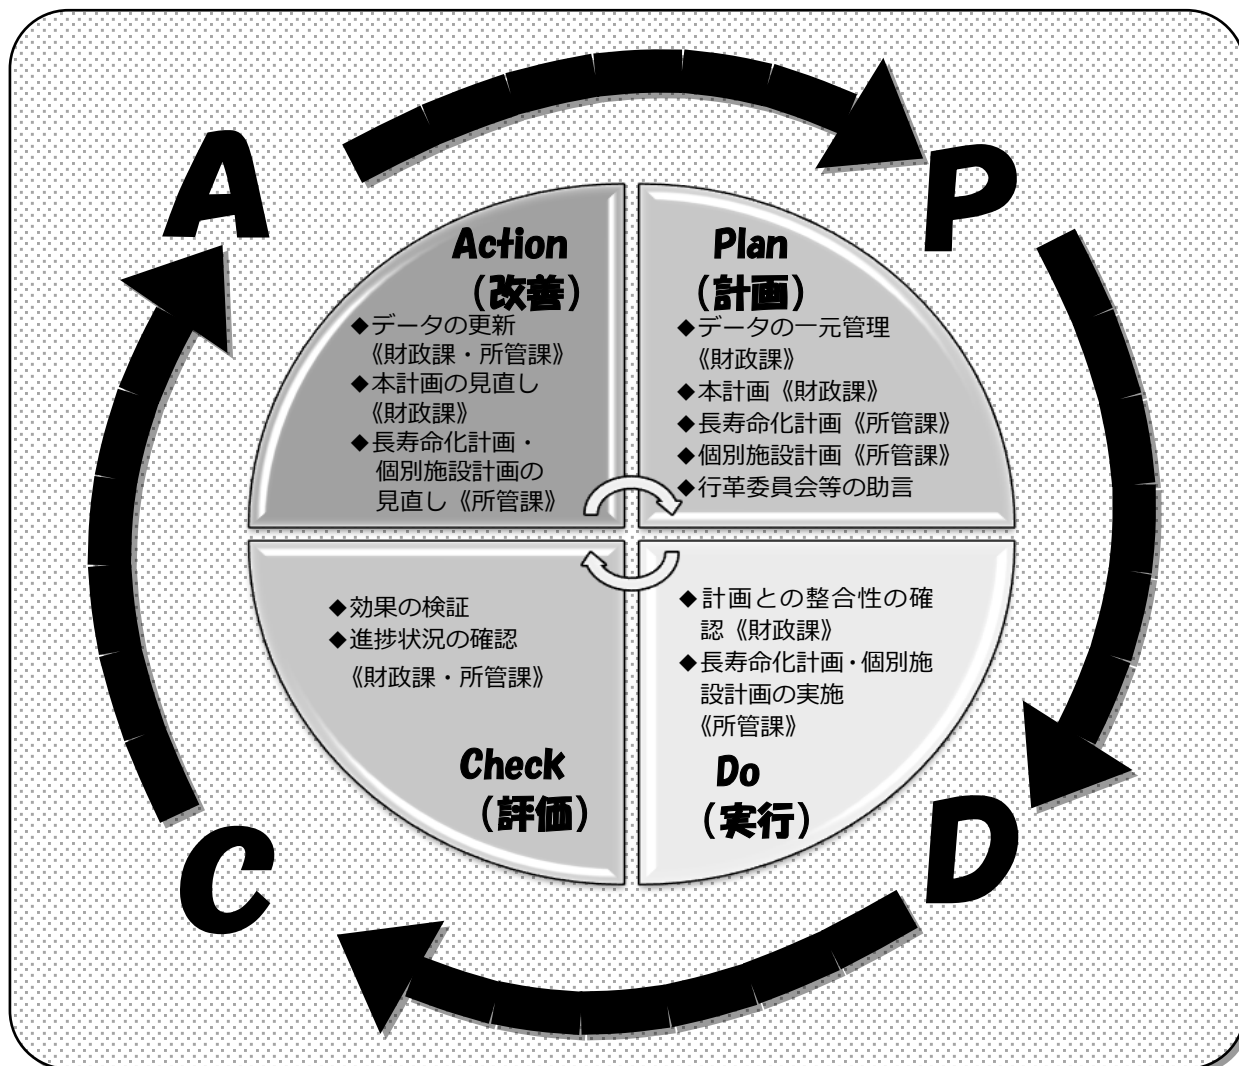 A
P
Action
（改善）
◆データの更新
《財政課・所管課》
◆本計画の見直し
《財政課》
◆長寿命化計画・
個別施設計画の
見直し《所管課》
Plan
（計画）
◆データの一元管理
《財政課》
◆本計画《財政課》
◆長寿命化計画《所管課》
◆個別施設計画《所管課》
◆行革委員会等の助言
◆効果の検証
◆進捗状況の確認
《財政課・所管課》
Check
（評価）
◆計画との整合性の確
認《財政課》
◆長寿命化計画・個別施
設計画の実施
《所管課》
Do
（実行）
C
D